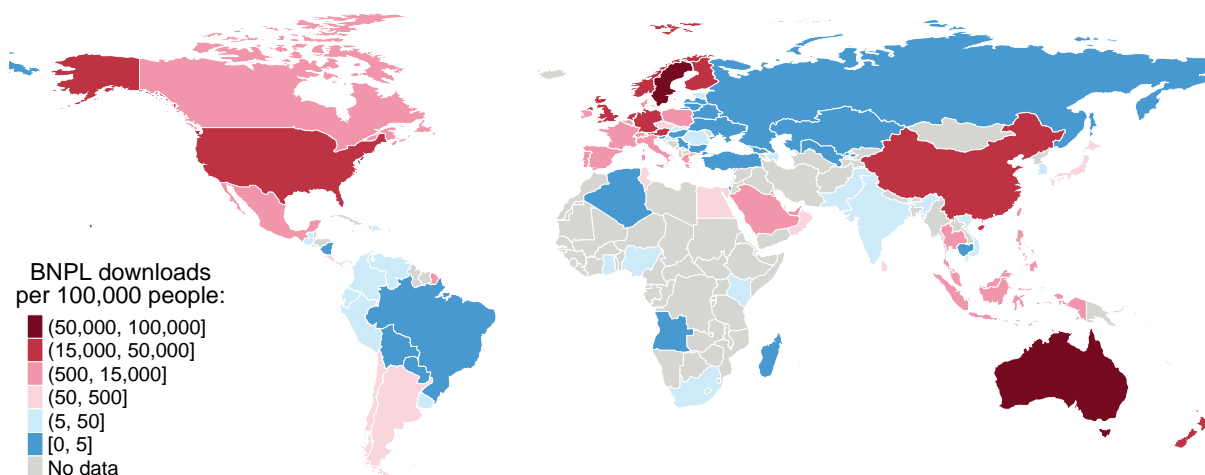 BNPL downloads
per 100,000 people:
(50,000, 100,000]
(15,000, 50,000]
(500, 15,000]
(50, 500]
(5, 50]
[0, 5]
No data